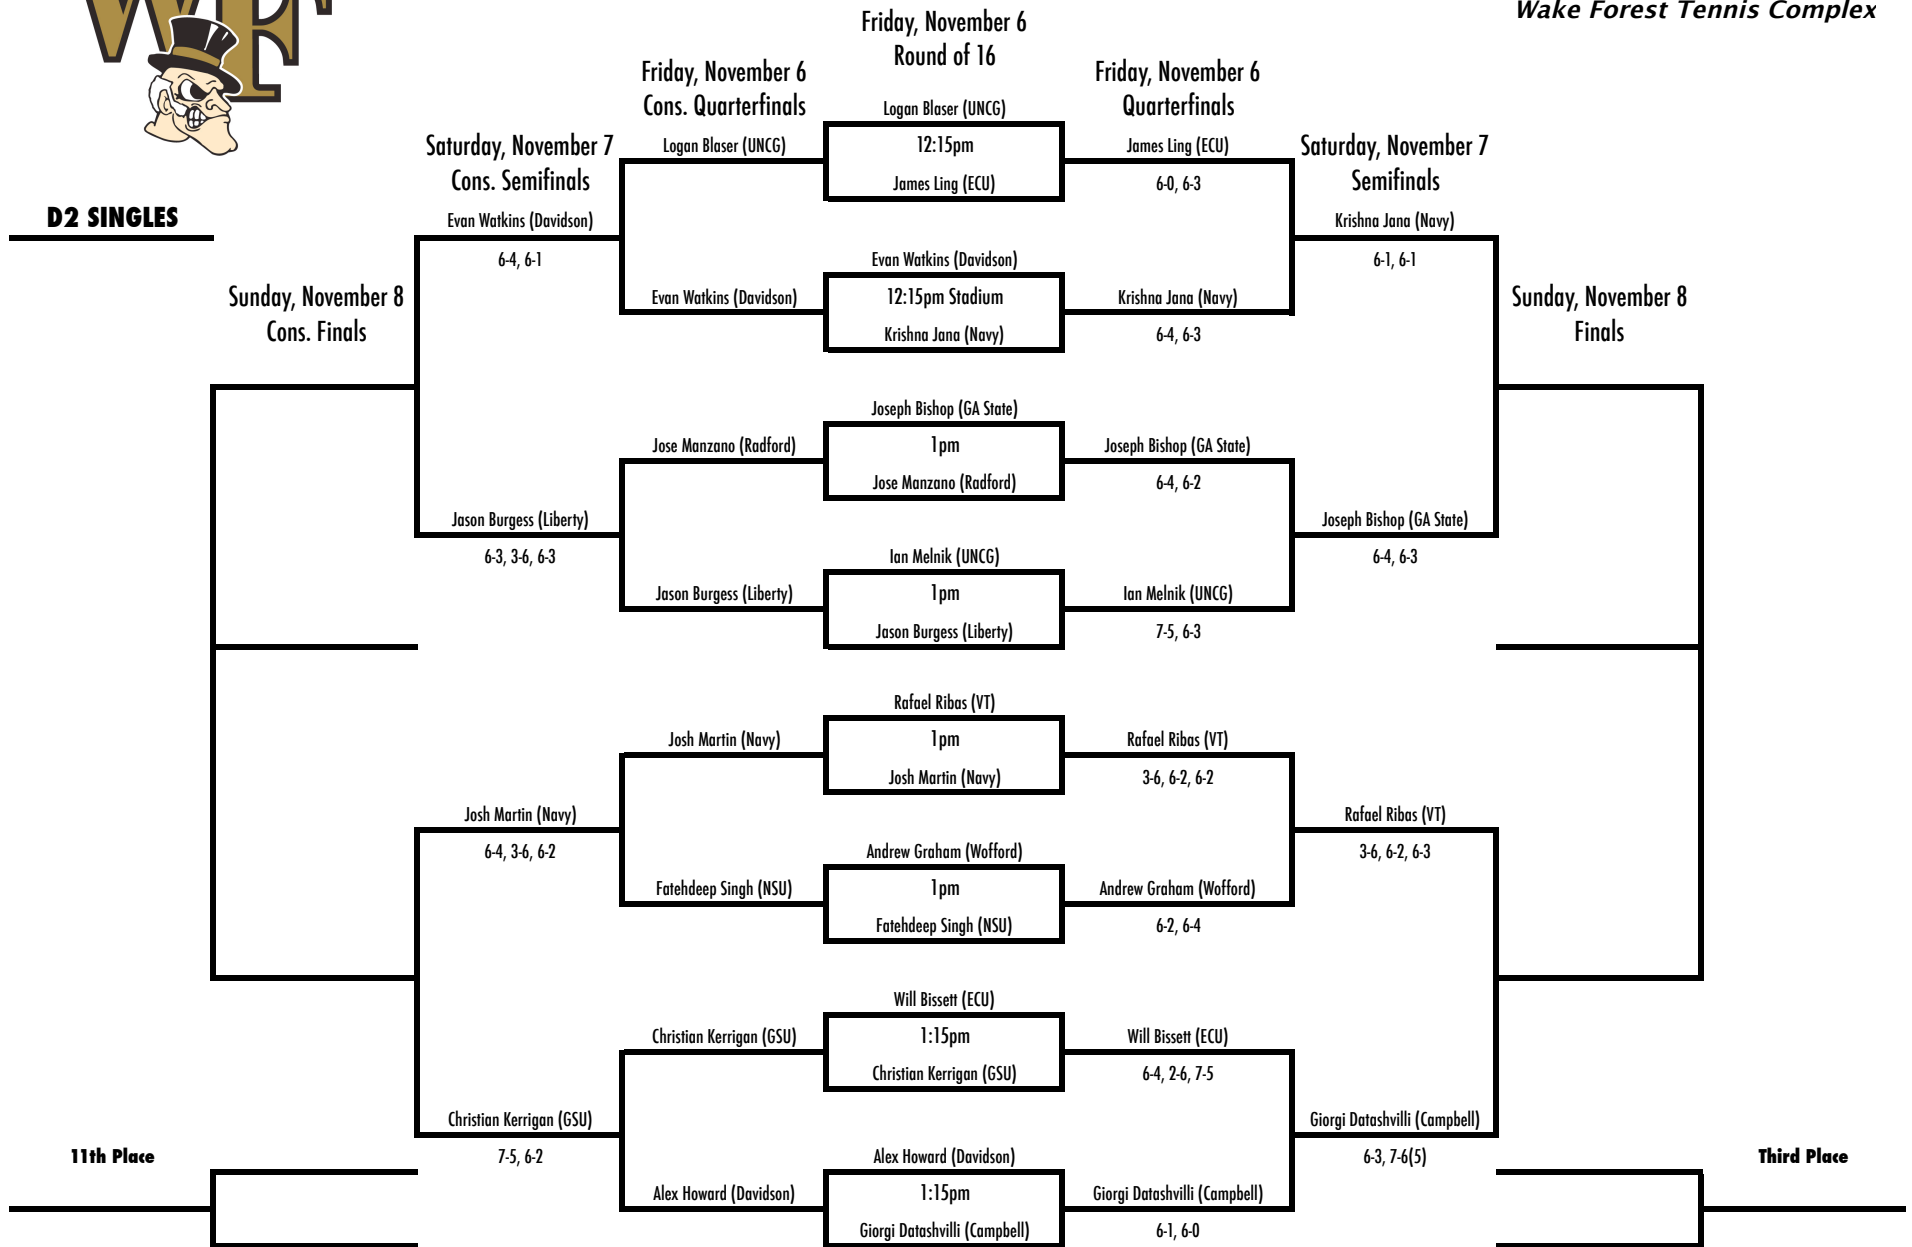 WF
Wake Forest Tennis Complex
Friday, November 6
Round of 16
Friday, November 6
Cons. Quarterfinals
Friday, November 6
Quarterfinals
Saturday, November 7
Cons. Semifinals
Saturday, November 7
Semifinals
D2 SINGLES
Sunday, November 8
Cons. Finals
Sunday, November 8
Finals
Evan Watkins (Davidson)
6-4, 6-1
Jason Burgess (Liberty)
6-3, 3-6, 6-3
Josh Martin (Navy)
6-4, 3-6, 6-2
Christian Kerrigan (GSU)
7-5, 6-2
Logan Blaser (UNCG)
Evan Watkins (Davidson)
Jose Manzano (Radford)
Jason Burgess (Liberty)
Josh Martin (Navy)
Fatehdeep Singh (NSU)
Christian Kerrigan (GSU)
Alex Howard (Davidson)
Logan Blaser (UNCG)
12:15pm
James Ling (ECU)
Evan Watkins (Davidson)
12:15pm Stadium
Krishna Jana (Navy)
Joseph Bishop (GA State)
1pm
Jose Manzano (Radford)
Ian Melnik (UNCG)
1pm
Jason Burgess (Liberty)
Rafael Ribas (VT)
1pm
Josh Martin (Navy)
Andrew Graham (Wofford)
1pm
Fatehdeep Singh (NSU)
Will Bissett (ECU)
1:15pm
Christian Kerrigan (GSU)
Alex Howard (Davidson)
1:15pm
Giorgi Datashvilli (Campbell)
James Ling (ECU)
6-0, 6-3
Krishna Jana (Navy)
6-4, 6-3
Joseph Bishop (GA State)
6-4, 6-2
Ian Melnik (UNCG)
7-5, 6-3
Rafael Ribas (VT)
3-6, 6-2, 6-2
Andrew Graham (Wofford)
6-2, 6-4
Will Bissett (ECU)
6-4, 2-6, 7-5
Giorgi Datashvilli (Campbell)
6-1, 6-0
Krishna Jana (Navy)
6-1, 6-1
Joseph Bishop (GA State)
6-4, 6-3
Rafael Ribas (VT)
3-6, 6-2, 6-3
Giorgi Datashvilli (Campbell)
6-3, 7-6(5)
11th Place
Third Place